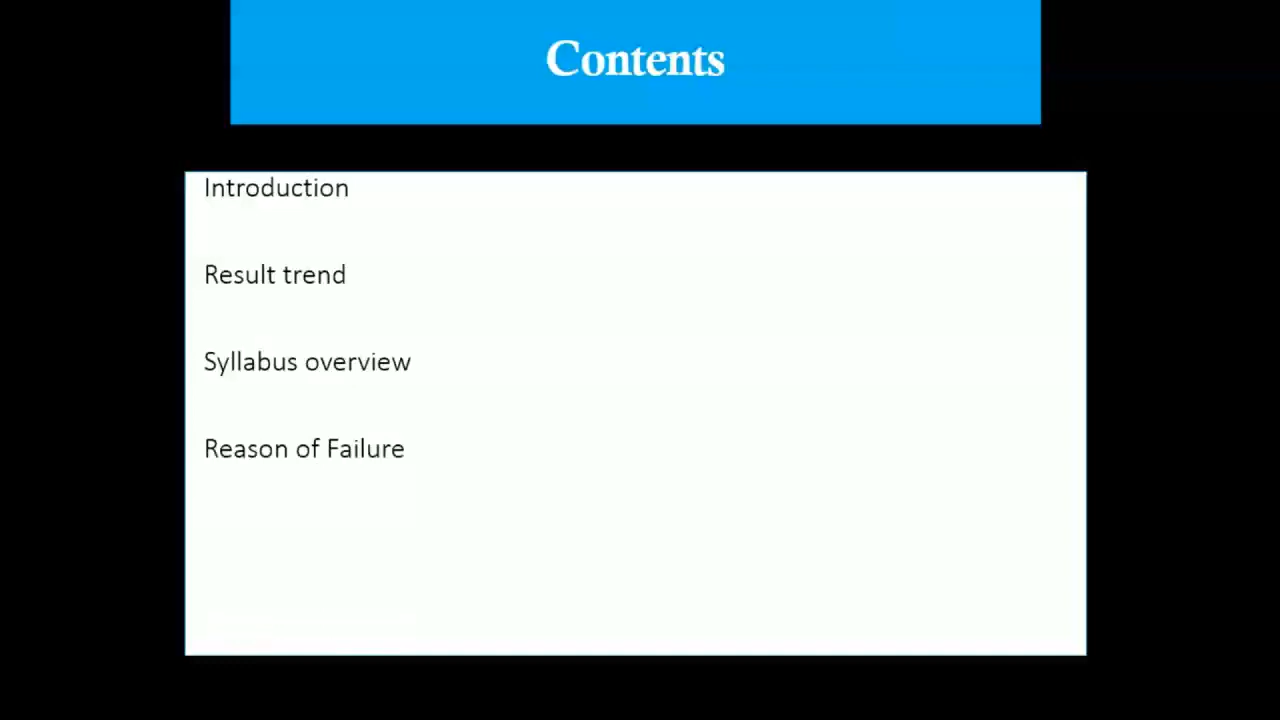 Contents
Introduction
Result trend
Syllabus overview
Reason of Failure